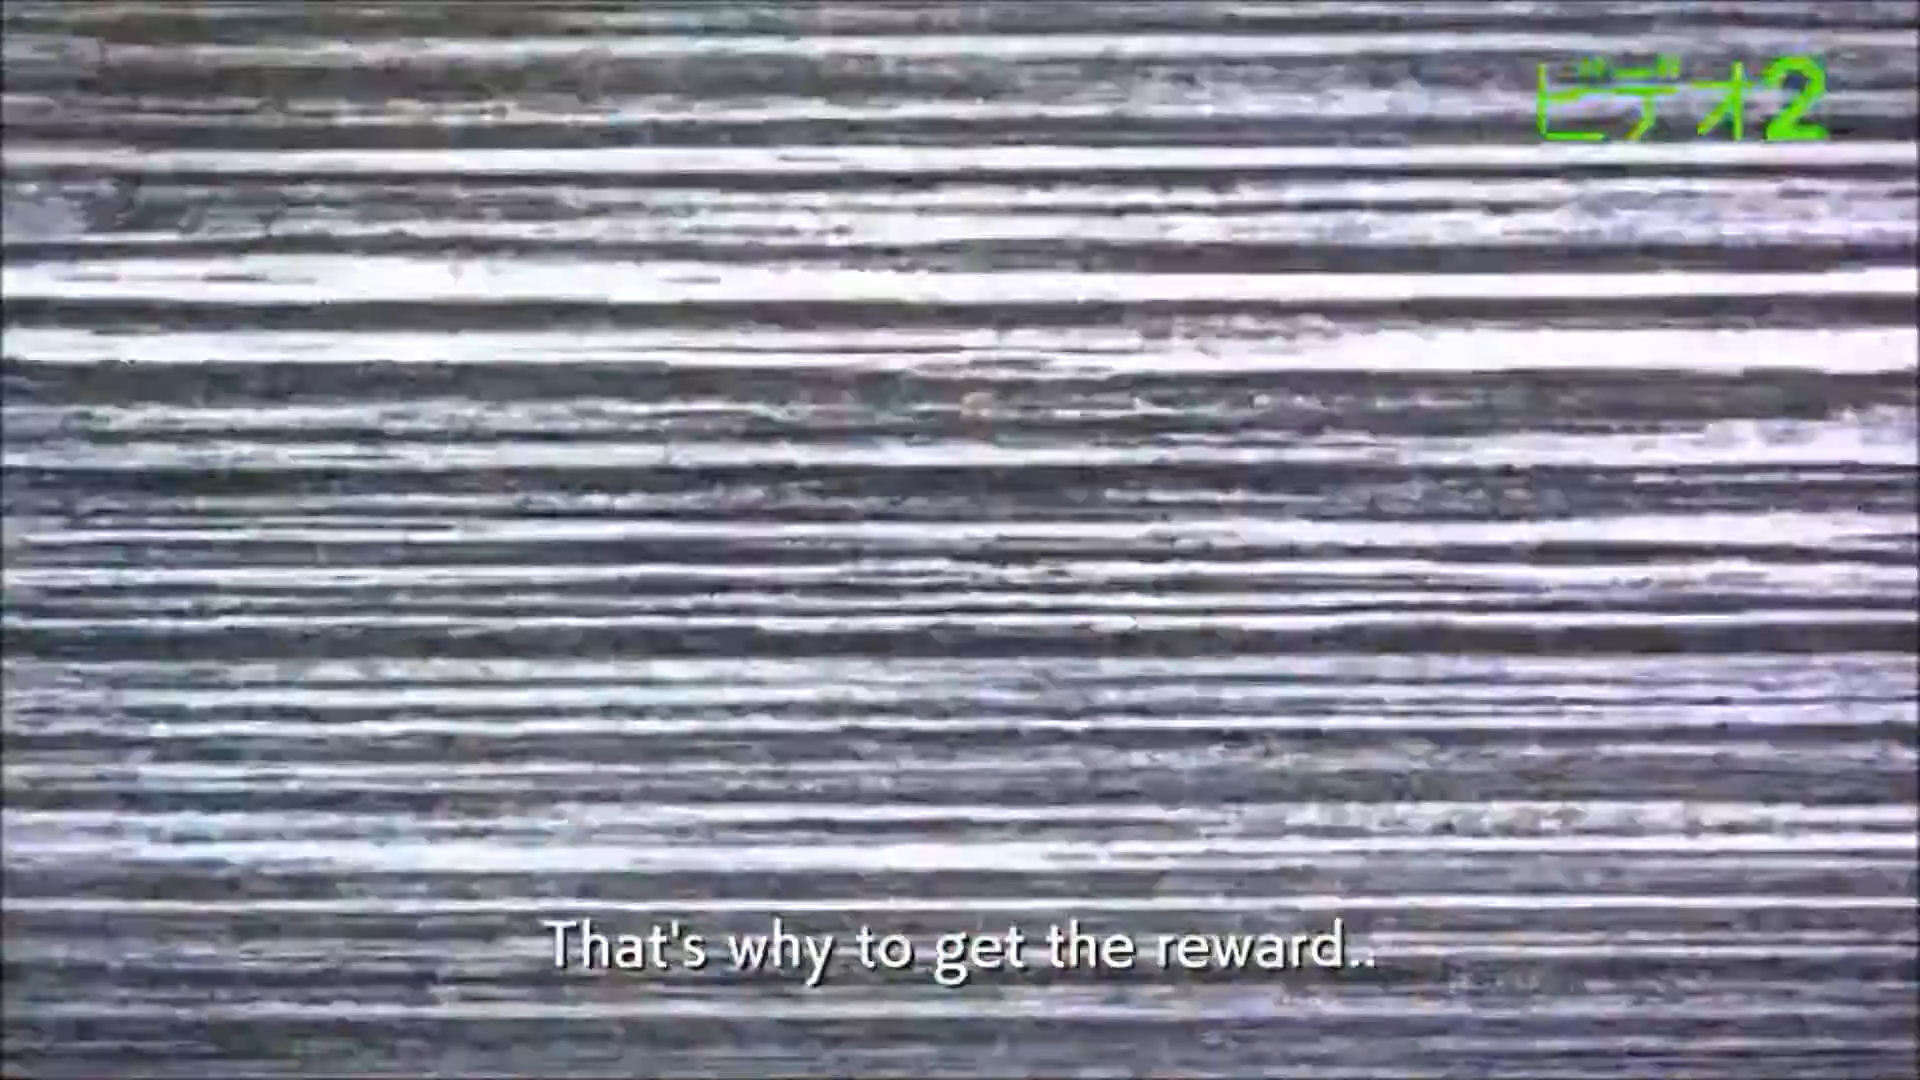 ビデオ2
That's why to get the reward..